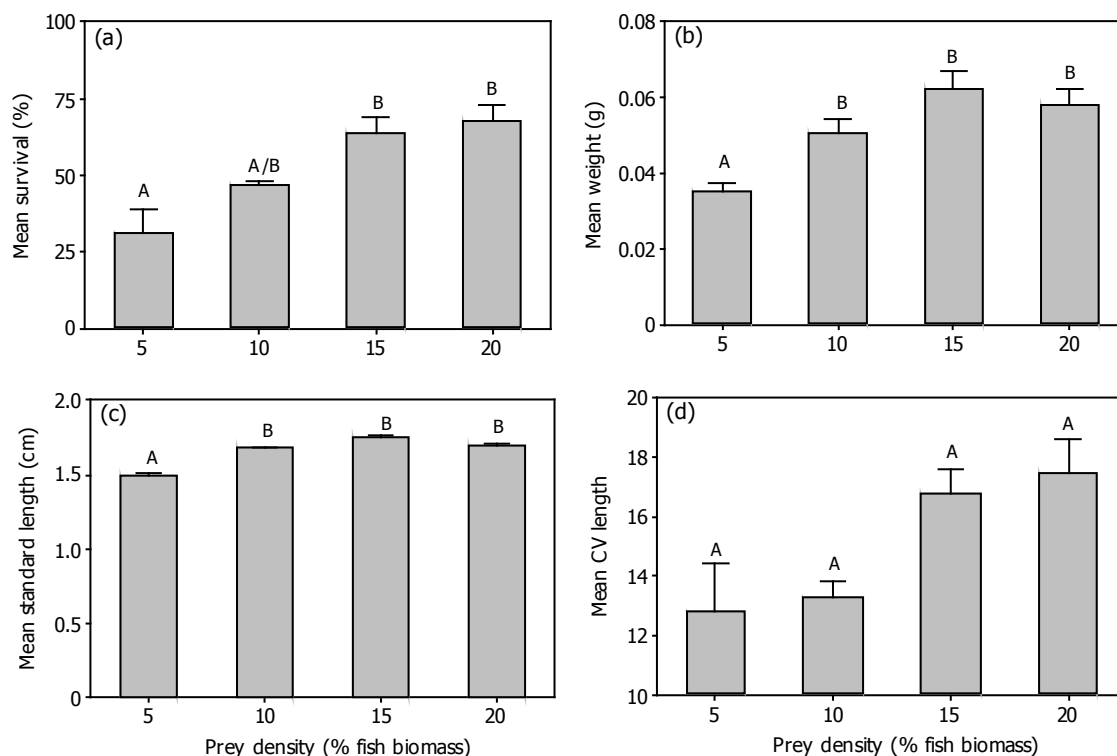 (a)
Mean survival (%)
100
75
50
25
0
A
A/B
B
B
5 10 15 20
(b)
Mean weight (g)
0.08
0.06
0.04
0.02
0
A
B
B
B
5 10 15 20
(c)
Mean standard length (cm)
2.0
1.5
1.0
0.5
0
A
B
B
B
5 10 15 20
Prey density (% fish biomass)
(d)
Mean CV length
20
18
16
14
12
10
A
A
A
A
5 10 15 20
Prey density (% fish biomass)